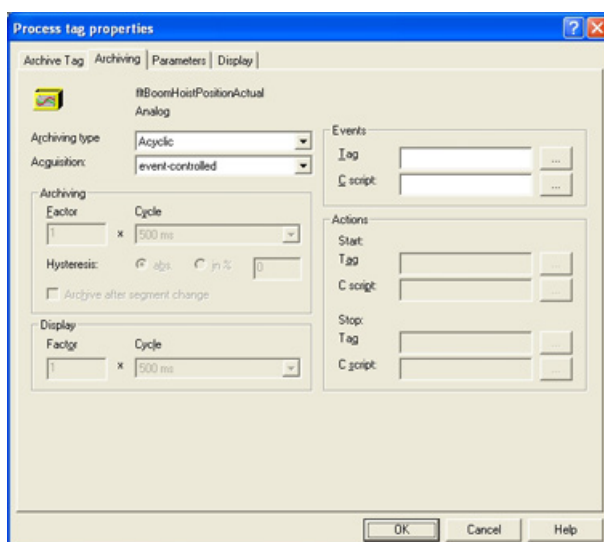 Process tag properties
Archive Tag Archiving Parameters Display
fltBoomHoistPositionActual
Analog
Archiving type Acyclic
Acquisition: event-controlled
Archiving
Factor Cycle
1 x 500 ms
Hysteresis: abs. in % 0
Archive after segment change
Display
Factor Cycle
1 x 500 ms
Events
Tag ...
C script: ...
Actions
Start:
Tag ...
C script: ...
Stop:
Tag ...
C script: ...
OK Cancel Help